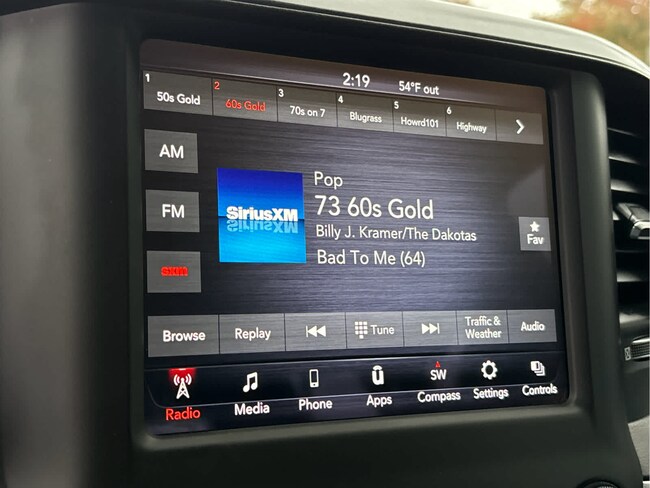 2:19 54°F out
1 2 3 4 5 6
50s Gold 60s Gold 70s on 7 Blugrass Howrd101 Highway
AM
FM
SXM
SiriusXM
Pop
73 60s Gold
Billy J. Kramer/The Dakotas
Bad To Me (64)
Fav
Browse Replay Tune Traffic &
Weather Audio
SW
Radio Media Phone Apps Compass Settings Controls